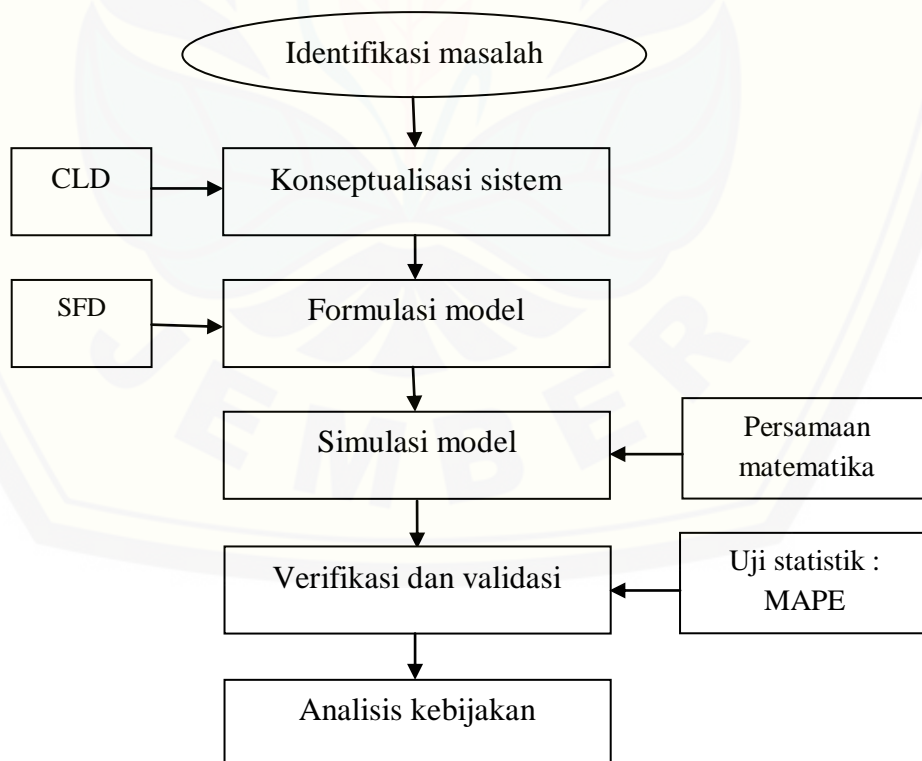 Identifikasi masalah
CLD
Konseptualisasi sistem
SFD
Formulasi model
Simulasi model
Persamaan
matematika
Verifikasi dan validasi
Uji statistik :
MAPE
Analisis kebijakan
JEMBER